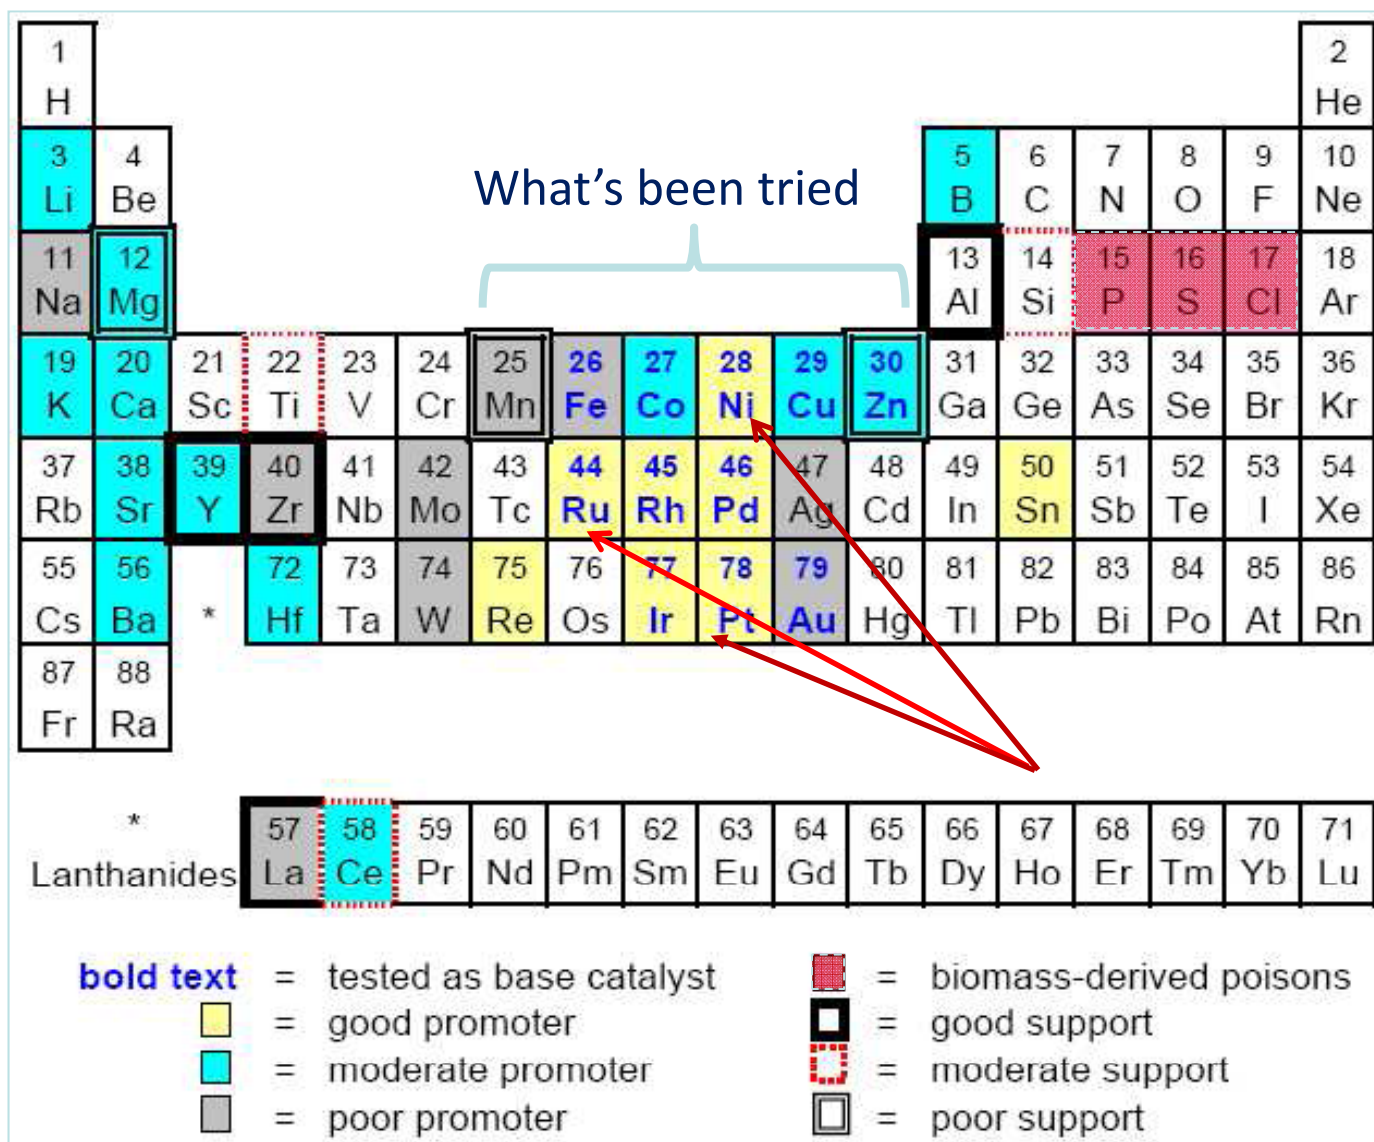 1 2
H He
3 4 What’s been tried 5 6 7 8 9 10
Li Be B C N O F Ne
11 12 13 14 15 16 17 18
Na Mg Al Si P S Cl Ar
19 20 21 22 23 24 25 26 27 28 29 30 31 32 33 34 35 36
K Ca Sc Ti V Cr Mn Fe Co Ni Cu Zn Ga Ge As Se Br Kr
37 38 39 40 41 42 43 44 45 46 47 48 49 50 51 52 53 54
Rb Sr Y Zr Nb Mo Tc Ru Rh Pd Ag Cd In Sn Sb Te I Xe
55 56 72 73 74 75 76 77 78 79 80 81 82 83 84 85 86
Cs Ba * Hf Ta W Re Os Ir Pt Au Hg Tl Pb Bi Po At Rn
87 88
Fr Ra
* 57 58 59 60 61 62 63 64 65 66 67 68 69 70 71
Lanthanides La Ce Pr Nd Pm Sm Eu Gd Tb Dy Ho Er Tm Yb Lu
bold text = tested as base catalyst
= good promoter
= moderate promoter
= poor promoter
= biomass-derived poisons
= good support
= moderate support
= poor support